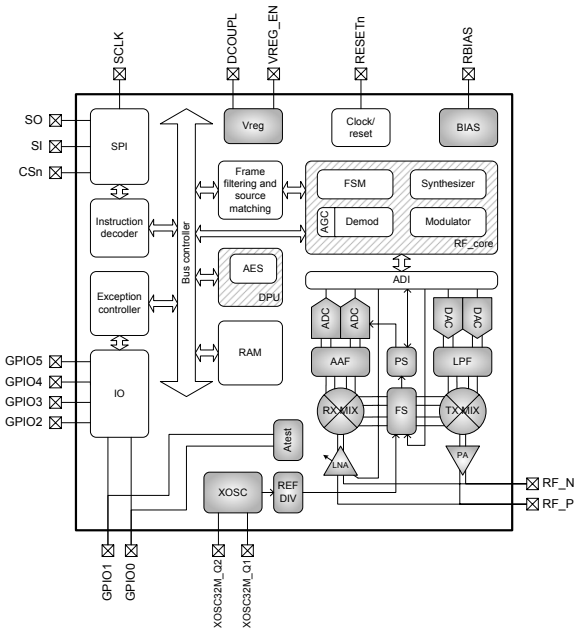 SCLK
DCOUPL
VREG_EN
RESETn
RBIAS
SO
SI
CSn
SPI
Vreg
Clock/
reset
BIAS
Instruction
decoder
Bus controller
Frame
filtering and
source
matching
FSM
Synthesizer
AGC
Demod
Modulator
RF_core
Exception
controller
AES
DPU
ADI
ADC
ADC
DAC
DAC
RAM
AAF
PS
LPF
GPIO5
GPIO4
GPIO3
GPIO2
IO
RX MIX
FS
TX MIX
Atest
LNA
PA
XOSC
REF
DIV
RF_N
RF_P
GPIO1
GPIO0
XOSC32M_Q2
XOSC32M_Q1